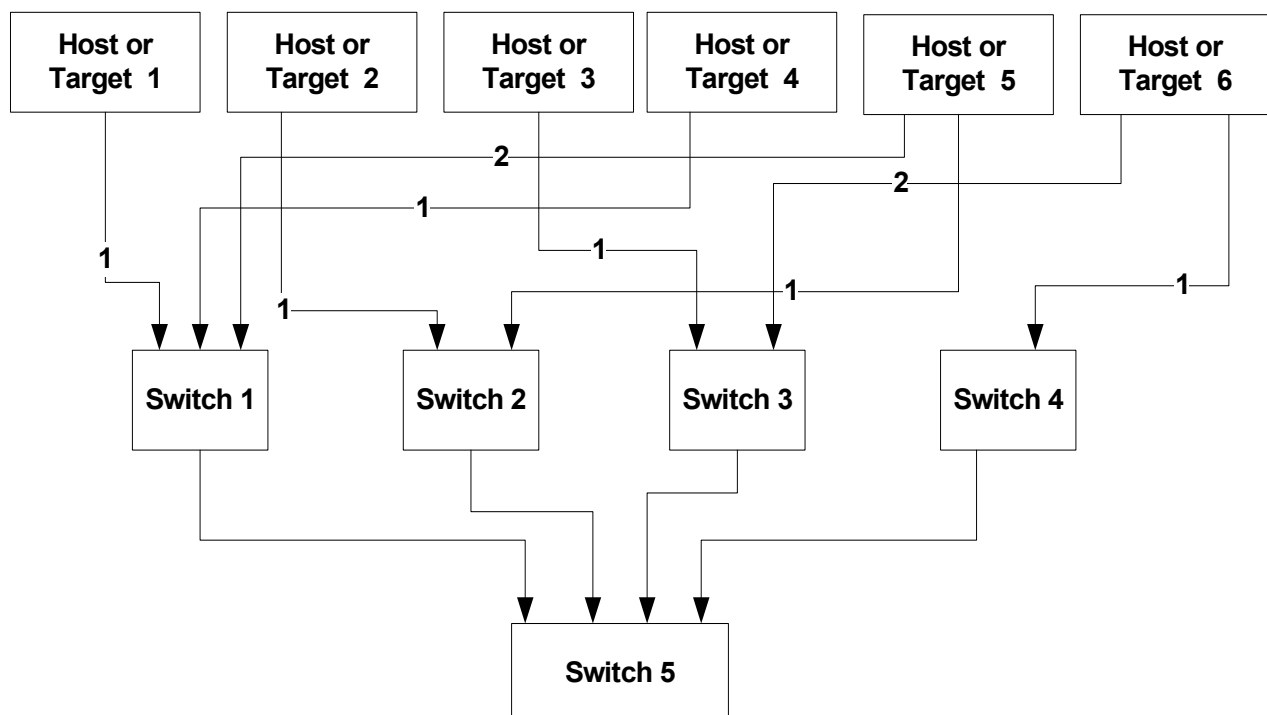 Host or
Target 1
Host or
Target 2
Host or
Target 3
Host or
Target 4
Host or
Target 5
Host or
Target 6
2
2
1
1
1
1
1
1
Switch 1
Switch 2
Switch 3
Switch 4
Switch 5